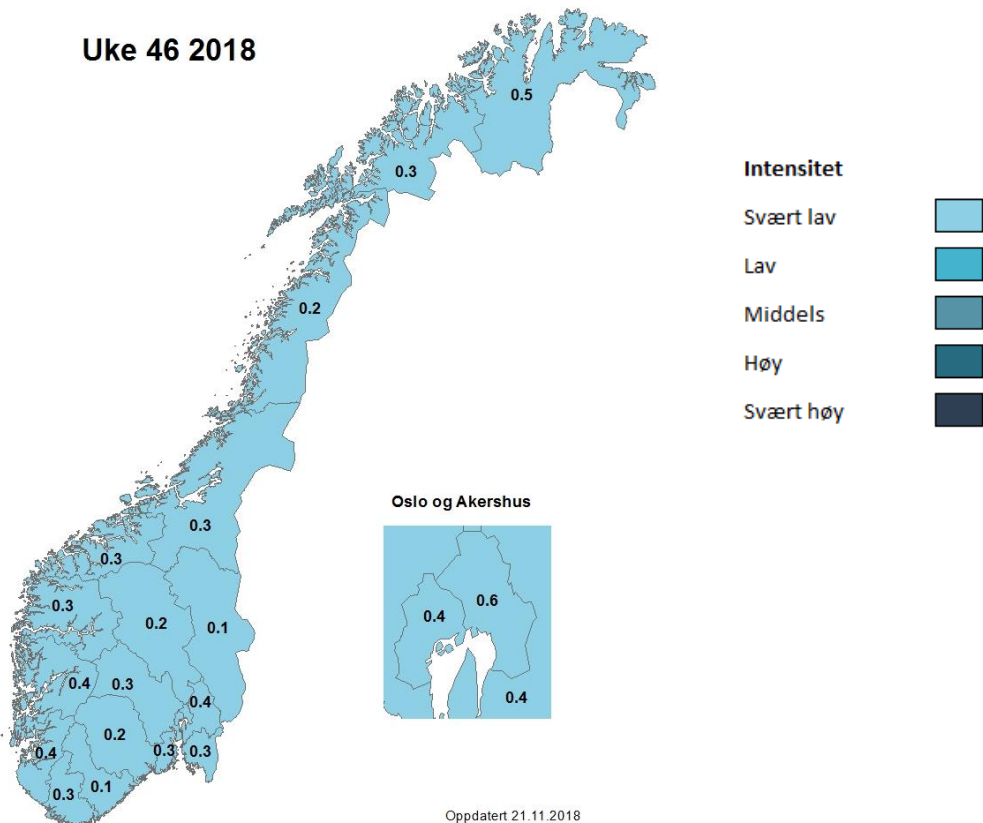 Uke 46 2018
0.5
0.3
0.2
0.3
0.3
0.3
0.2
0.1
0.4
0.3
0.4
0.2
0.4
0.3
0.3
0.1
0.3
Intensitet
Svært lav
Lav
Middels
Høy
Svært høy
Oslo og Akershus
0.4
0.6
0.4
Oppdatert 21.11.2018